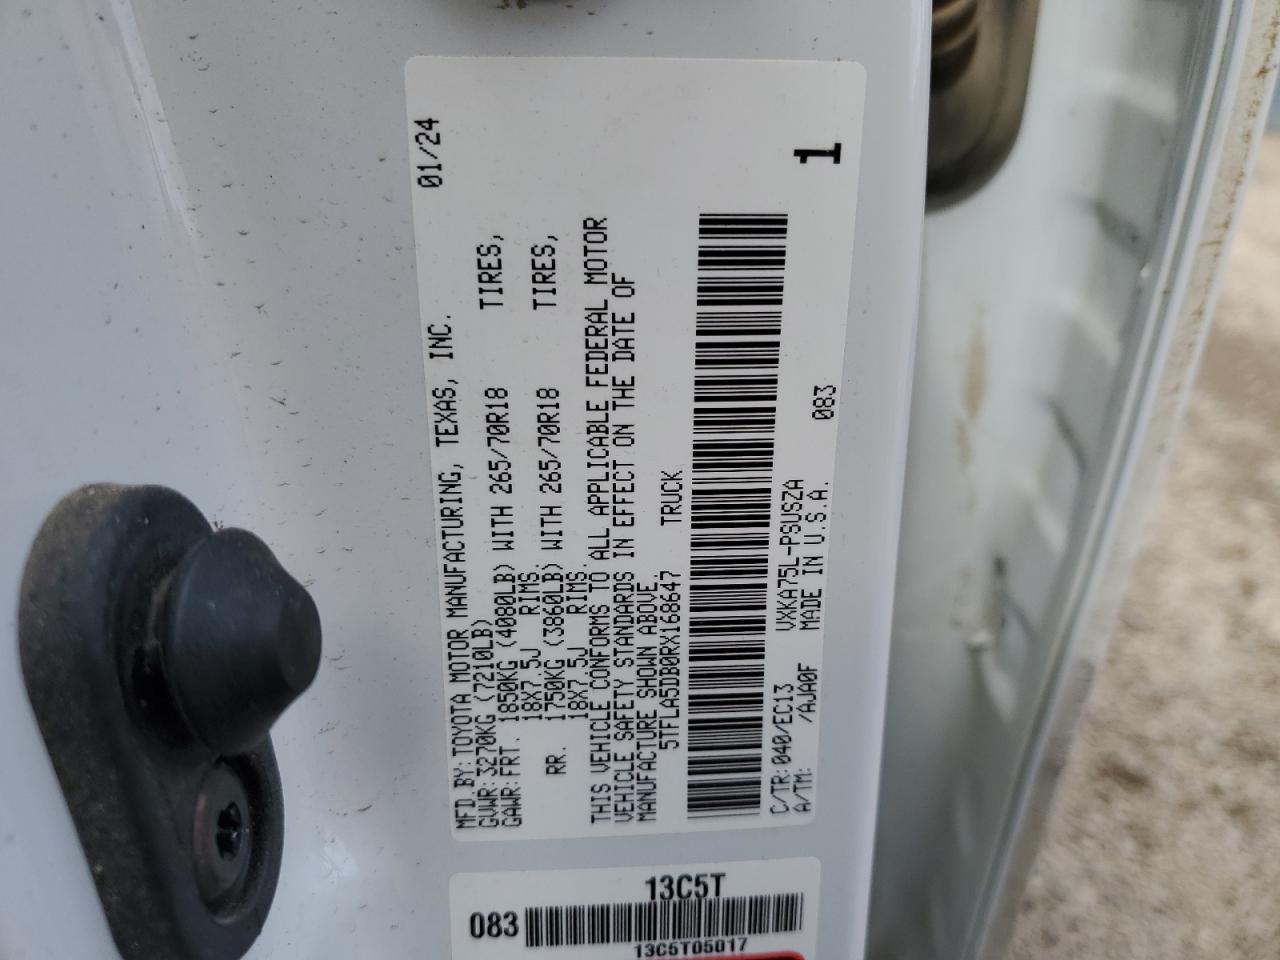 MFD.BY:TOYOTA MOTOR MANUFACTURING, TEXAS, INC. 01/24
GVWR:3270KG (7210LB)
GAWR:FRT. 1850KG (4080LB) WITH 265/70R18 TIRES,
18X7.5J RIMS.
RR. 1750KG (3860LB) WITH 265/70R18 TIRES,
18X7.5J RIMS.
THIS VEHICLE CONFORMS TO ALL APPLICABLE FEDERAL MOTOR
VEHICLE SAFETY STANDARDS IN EFFECT ON THE DATE OF
MANUFACTURE SHOWN ABOVE.
5TFLA5DB0RX168647 TRUCK
1
C/TR:040/EC13 VXKA75L-PSUSZA
A/TM: /AJA0F MADE IN U.S.A. 083
13C5T
083
13C5T05017